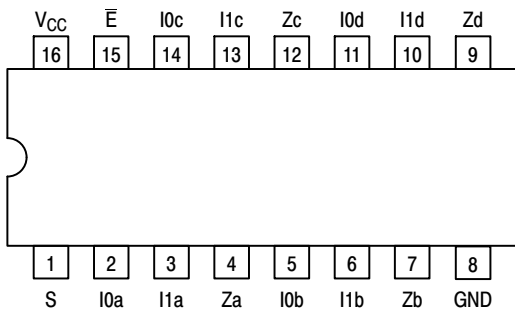 V_CC E̅ I0c I1c Zc I0d I1d Zd
16 15 14 13 12 11 10 9
1 2 3 4 5 6 7 8
S I0a I1a Za I0b I1b Zb GND